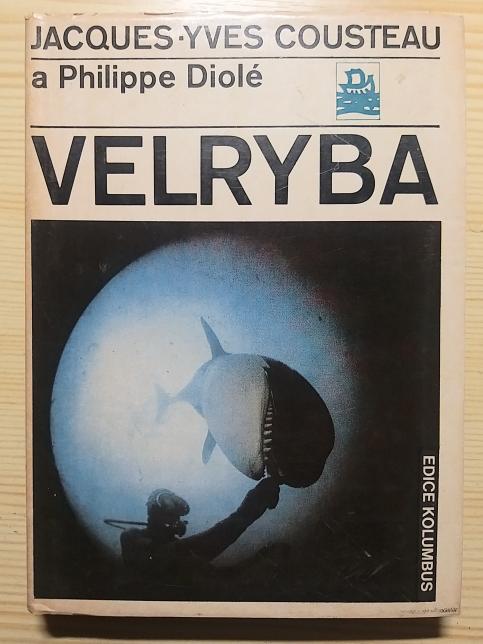 JACQUES-YVES COUSTEAU
a Philippe Diolé
VELRYBA
EDICE KOLUMBUS